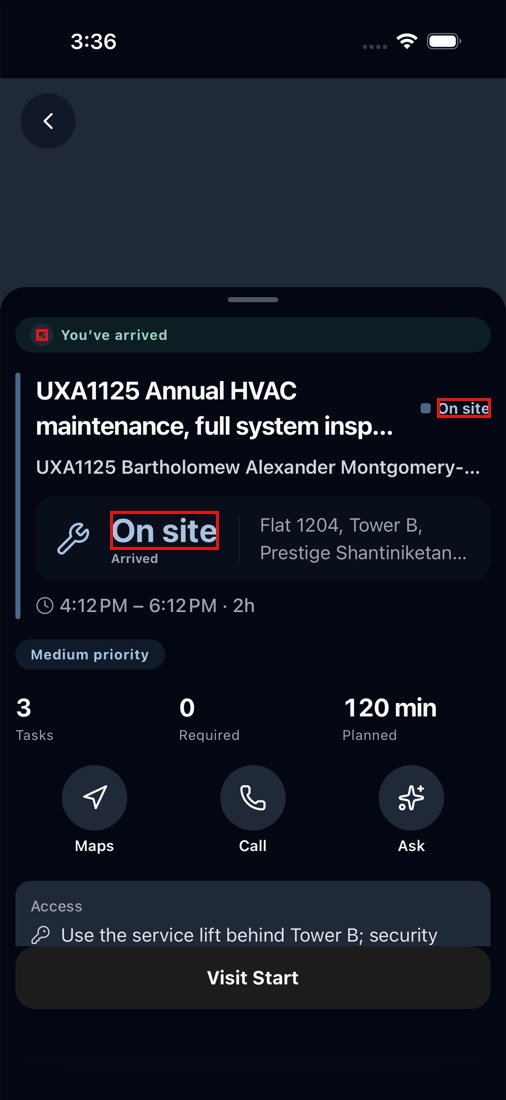 3:36
You’ve arrived
UXA1125 Annual HVAC
maintenance, full system insp...
On site
UXA1125 Bartholomew Alexander Montgomery-...
On site
Arrived
Flat 1204, Tower B,
Prestige Shantiniketan...
4:12 PM – 6:12 PM · 2h
Medium priority
3
Tasks
0
Required
120 min
Planned
Maps
Call
Ask
Access
Use the service lift behind Tower B; security
Visit Start